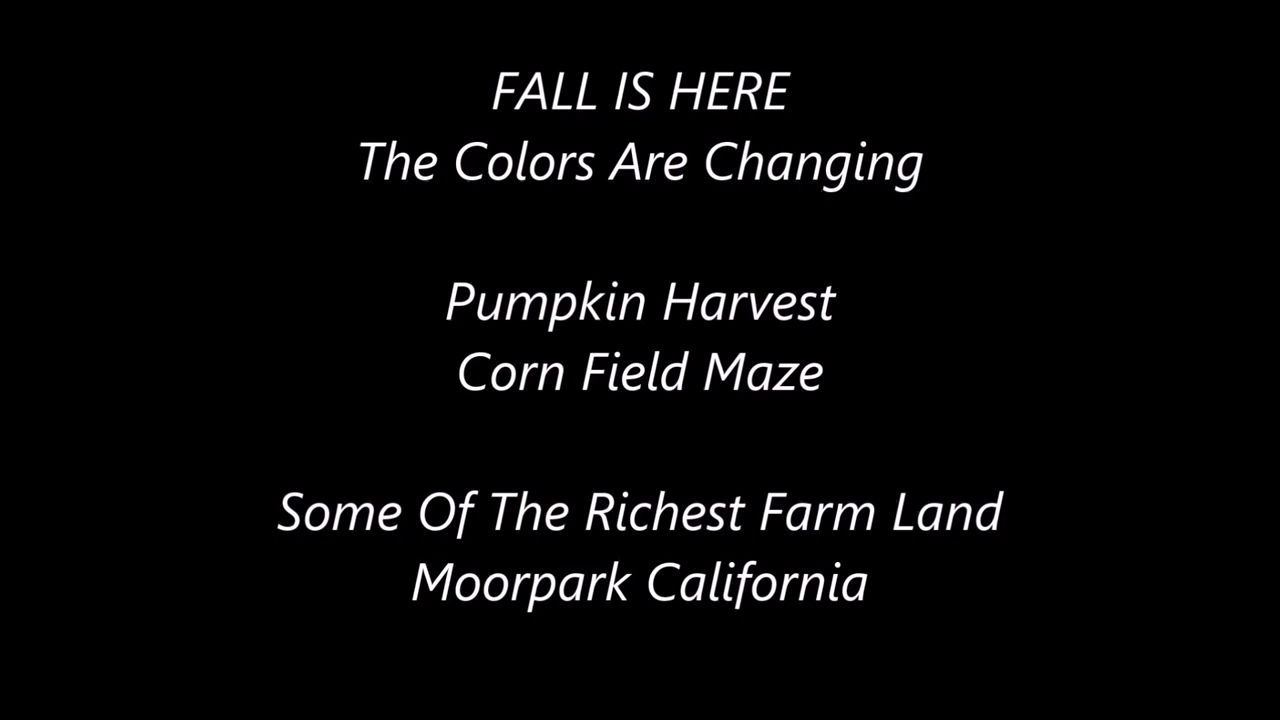 FALL IS HERE
The Colors Are Changing
Pumpkin Harvest
Corn Field Maze
Some Of The Richest Farm Land
Moorpark California